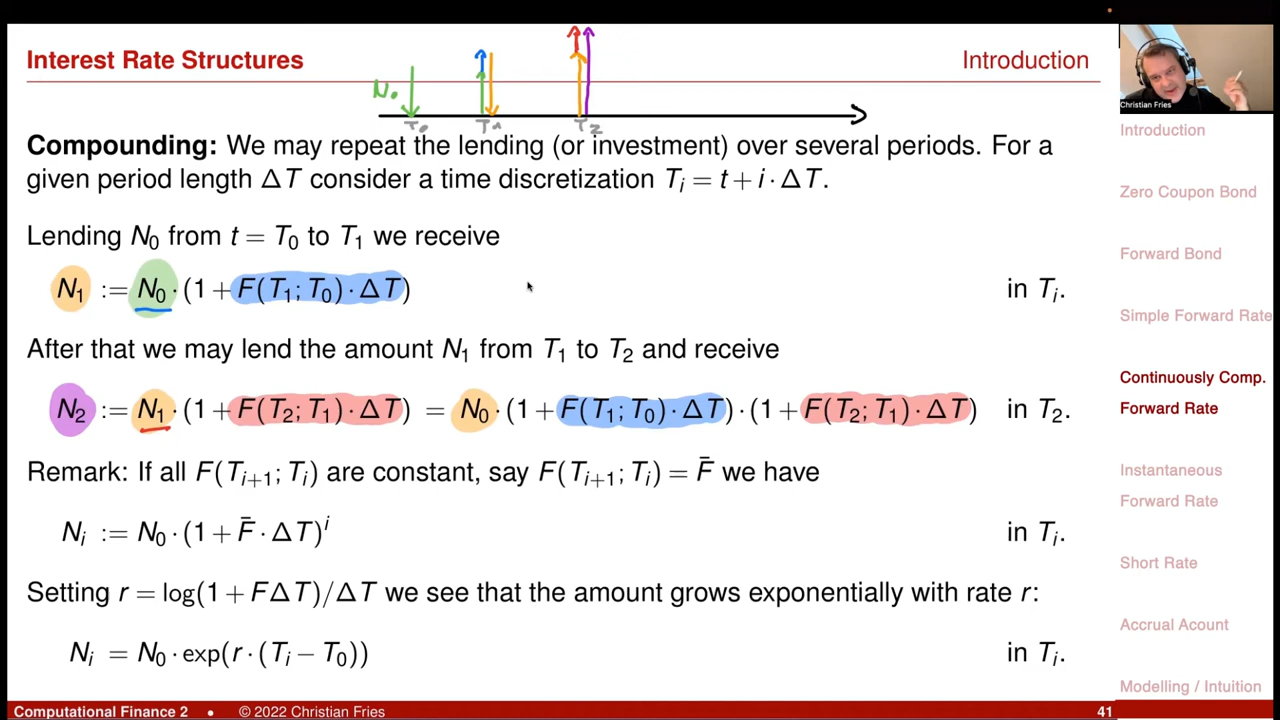 Interest Rate Structures
Introduction
N₀
T₀ T₁ T₂
Compounding: We may repeat the lending (or investment) over several periods. For a
given period length ΔT consider a time discretization Tᵢ = t + i · ΔT.
Lending N₀ from t = T₀ to T₁ we receive
N₁ := N₀ · (1 + F(T₁; T₀) · ΔT) in Tᵢ.
After that we may lend the amount N₁ from T₁ to T₂ and receive
N₂ := N₁ · (1 + F(T₂; T₁) · ΔT) = N₀ · (1 + F(T₁; T₀) · ΔT) · (1 + F(T₂; T₁) · ΔT) in T₂.
Remark: If all F(Tᵢ₊₁; Tᵢ) are constant, say F(Tᵢ₊₁; Tᵢ) = F̄ we have
Nᵢ := N₀ · (1 + F̄ · ΔT)ⁱ in Tᵢ.
Setting r = log(1 + FΔT)/ΔT we see that the amount grows exponentially with rate r:
Nᵢ = N₀ · exp(r · (Tᵢ − T₀)) in Tᵢ.
Computational Finance 2 • © 2022 Christian Fries 41
Christian Fries
Introduction
Zero Coupon Bond
Forward Bond
Simple Forward Rate
Continuously Comp.
Forward Rate
Instantaneous
Forward Rate
Short Rate
Accrual Acount
Modelling / Intuition